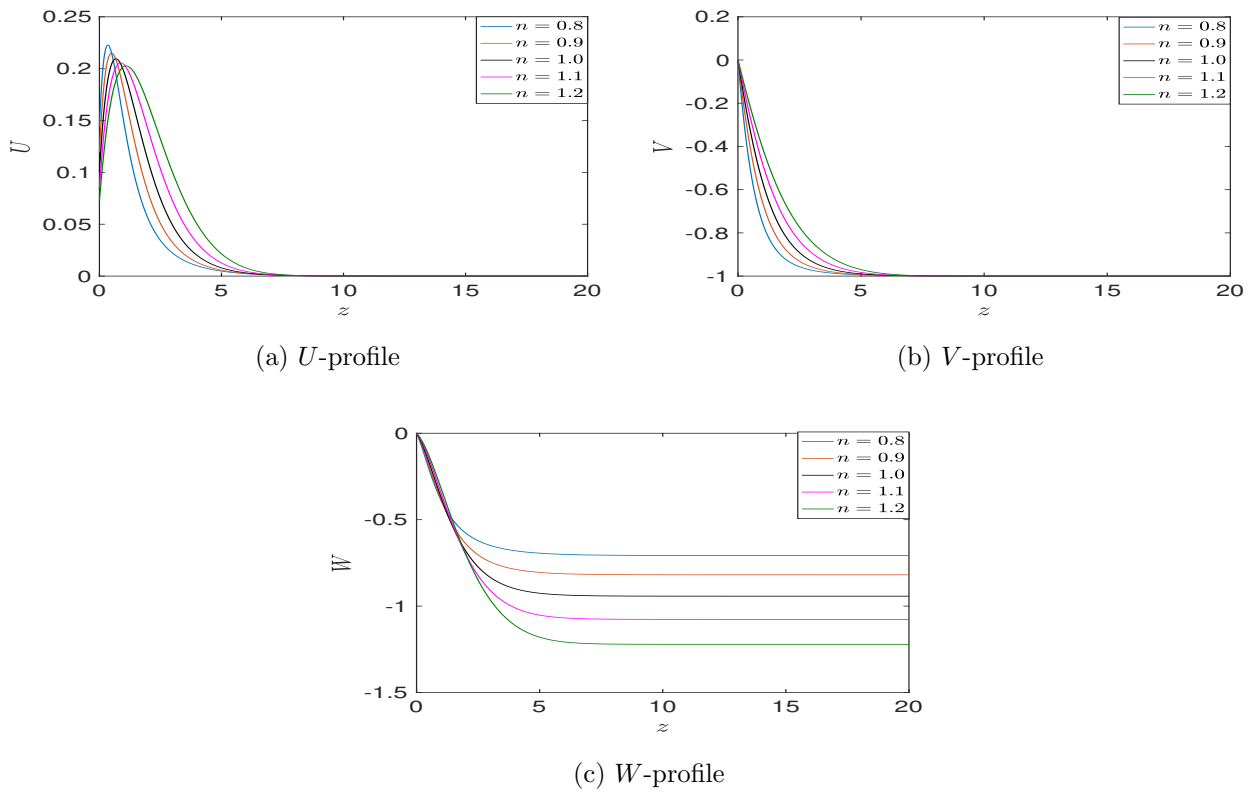 0.25
0.2
0.15
0.1
0.05
0
U
0 5 10 15 20
z
n = 0.8
n = 0.9
n = 1.0
n = 1.1
n = 1.2
(a) U-profile
0.2
0
-0.2
-0.4
-0.6
-0.8
-1
V
0 5 10 15 20
z
n = 0.8
n = 0.9
n = 1.0
n = 1.1
n = 1.2
(b) V-profile
0
-0.5
-1
-1.5
W
0 5 10 15 20
z
n = 0.8
n = 0.9
n = 1.0
n = 1.1
n = 1.2
(c) W-profile